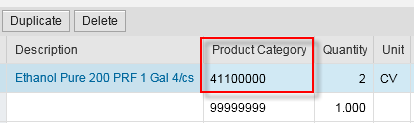 Duplicate Delete
Description Product Category Quantity Unit
Ethanol Pure 200 PRF 1 Gal 4/cs 41100000 2 CV
99999999 1.000